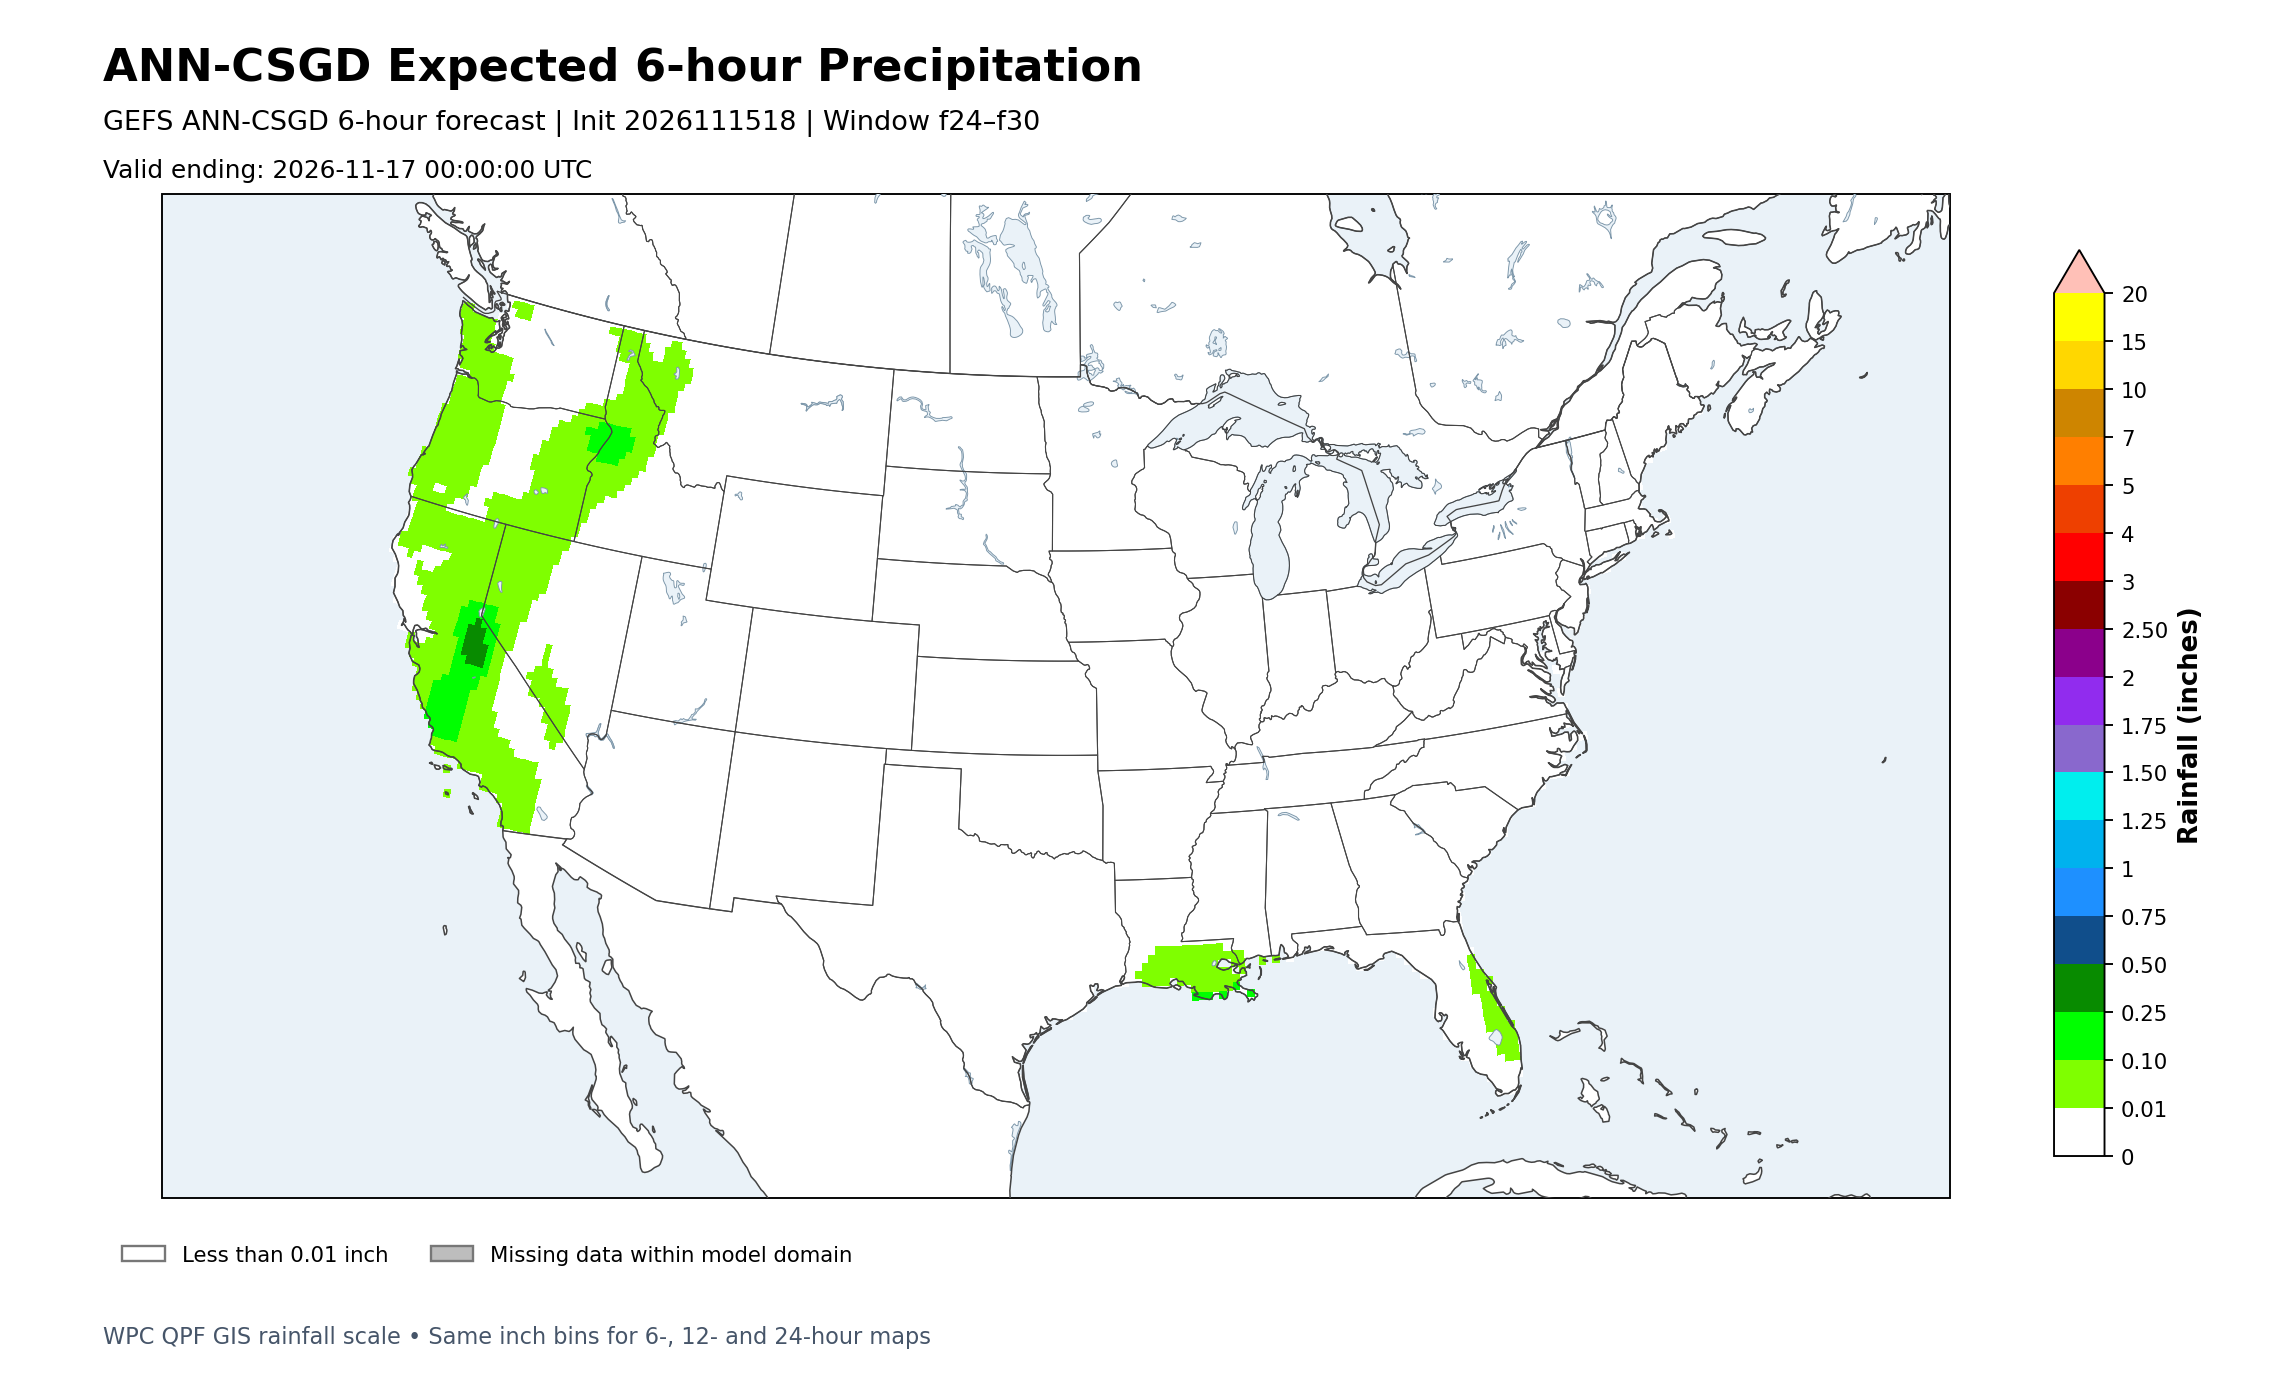 ANN-CSGD Expected 6-hour Precipitation
GEFS ANN-CSGD 6-hour forecast | Init 2026111518 | Window f24–f30
Valid ending: 2026-11-17 00:00:00 UTC
20
15
10
7
5
4
3
2.50
2
1.75
1.50
1.25
1
0.75
0.50
0.25
0.10
0.01
0
Rainfall (inches)
Less than 0.01 inch
Missing data within model domain
WPC QPF GIS rainfall scale • Same inch bins for 6-, 12- and 24-hour maps